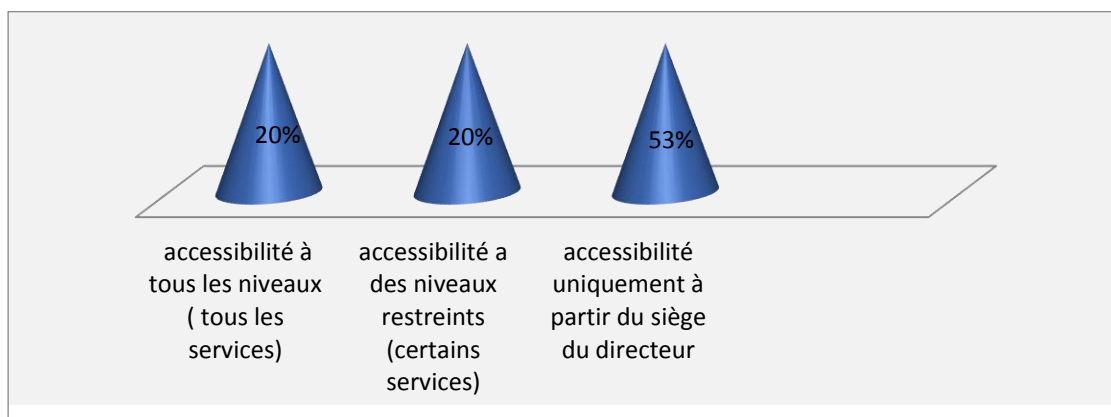 20%
20%
53%
accessibilité à
tous les niveaux
( tous les
services)
accessibilité a
des niveaux
restreints
(certains
services)
accessibilité
uniquement à
partir du siège
du directeur